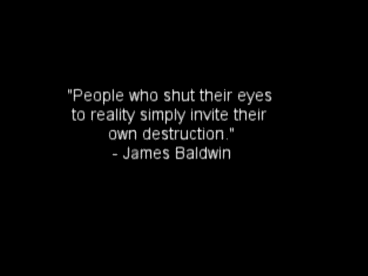 "People who shut their eyes
to reality simply invite their
own destruction."
- James Baldwin